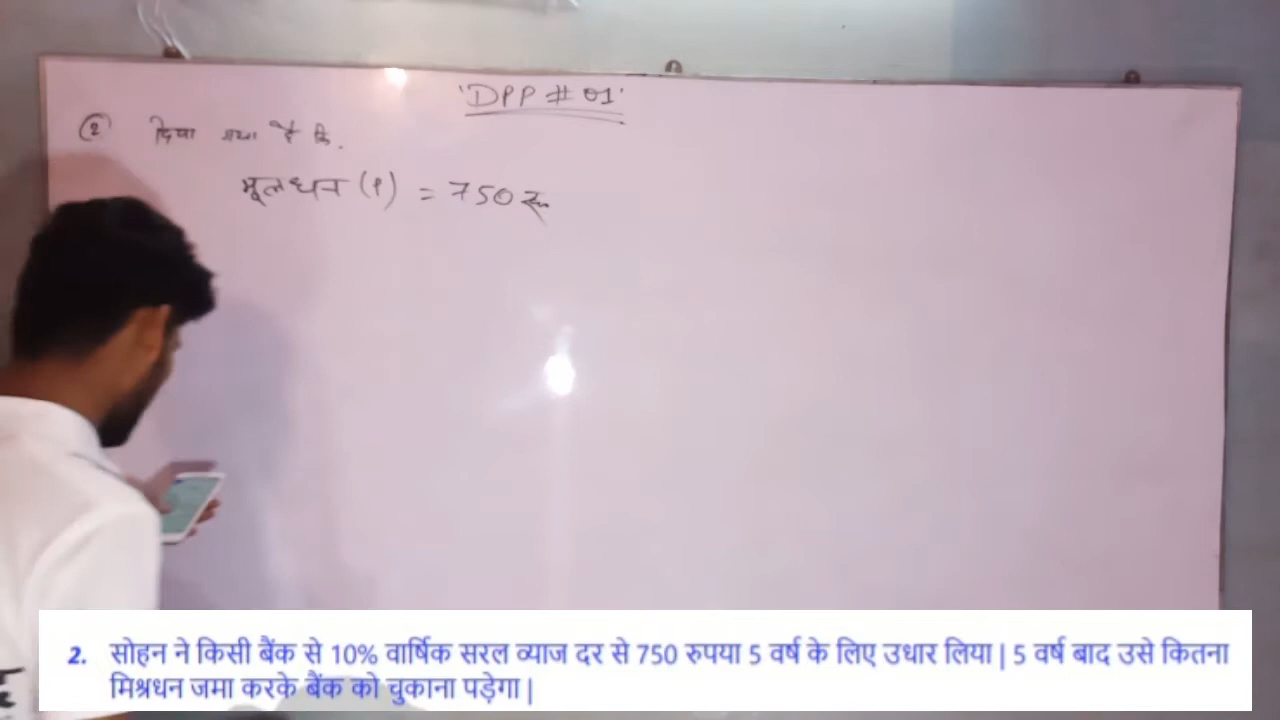 'DPP # 01'
(2) दिया गया है कि.
मूलधन (P) = 750 रु॰
2. सोहन ने किसी बैंक से 10% वार्षिक सरल व्याज दर से 750 रुपया 5 वर्ष के लिए उधार लिया | 5 वर्ष बाद उसे कितना
मिश्रधन जमा करके बैंक को चुकाना पड़ेगा |